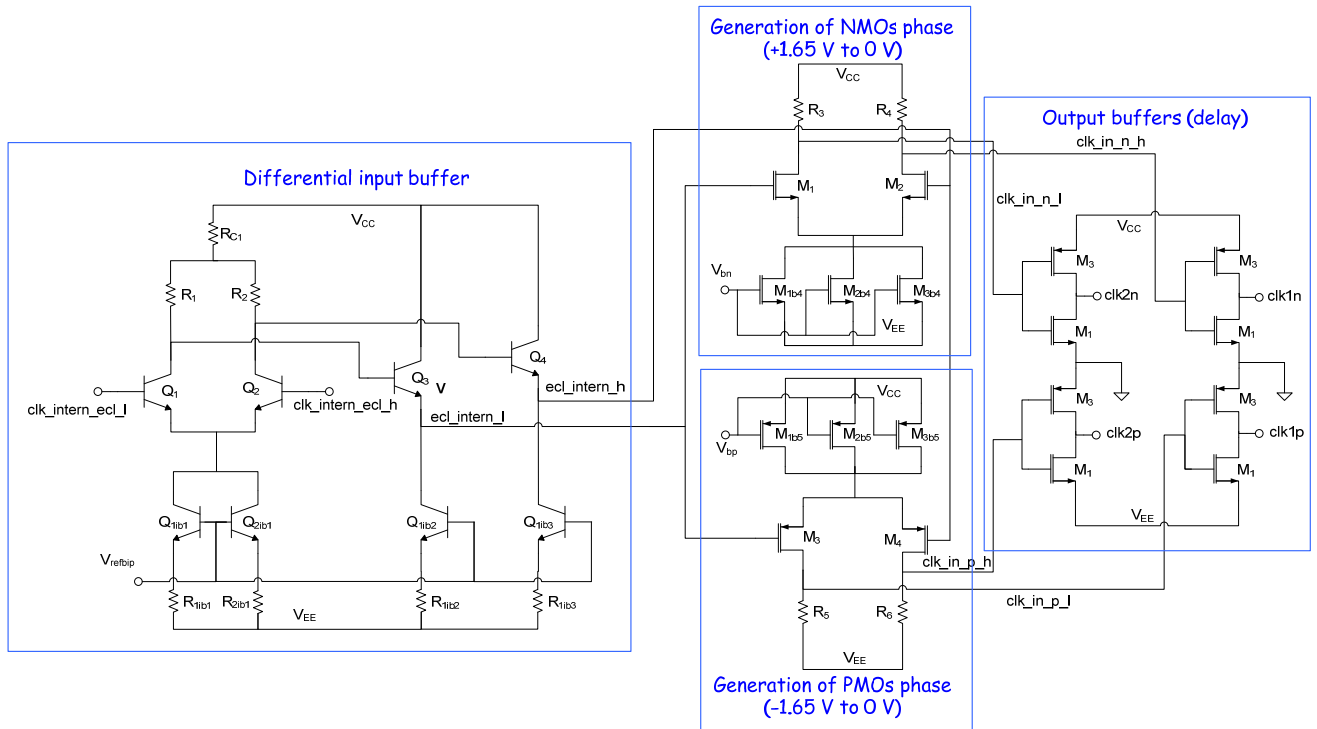 Generation of NMOs phase
(+1.65 V to 0 V)
VCC
R3
R4
M1
M2
Vbn
M1b4
M2b4
M3b4
VEE
Differential input buffer
VCC
RC1
R1
R2
Q1
Q2
clk_intern_ecl_l
clk_intern_ecl_h
Q3
V
Q4
ecl_intern_h
ecl_intern_l
Q1ib1
Q2ib1
Q1ib2
Q1ib3
Vrefbip
R1ib1
R2ib1
R1ib2
R1ib3
VEE
VCC
M1b5
M2b5
M3b5
Vbp
M3
M4
clk_in_p_h
clk_in_p_l
R5
R6
VEE
Generation of PMOs phase
(-1.65 V to 0 V)
Output buffers (delay)
clk_in_n_h
clk_in_n_l
VCC
M3
M3
clk2n
clk1n
M1
M1
M3
M3
clk2p
clk1p
M1
M1
VEE